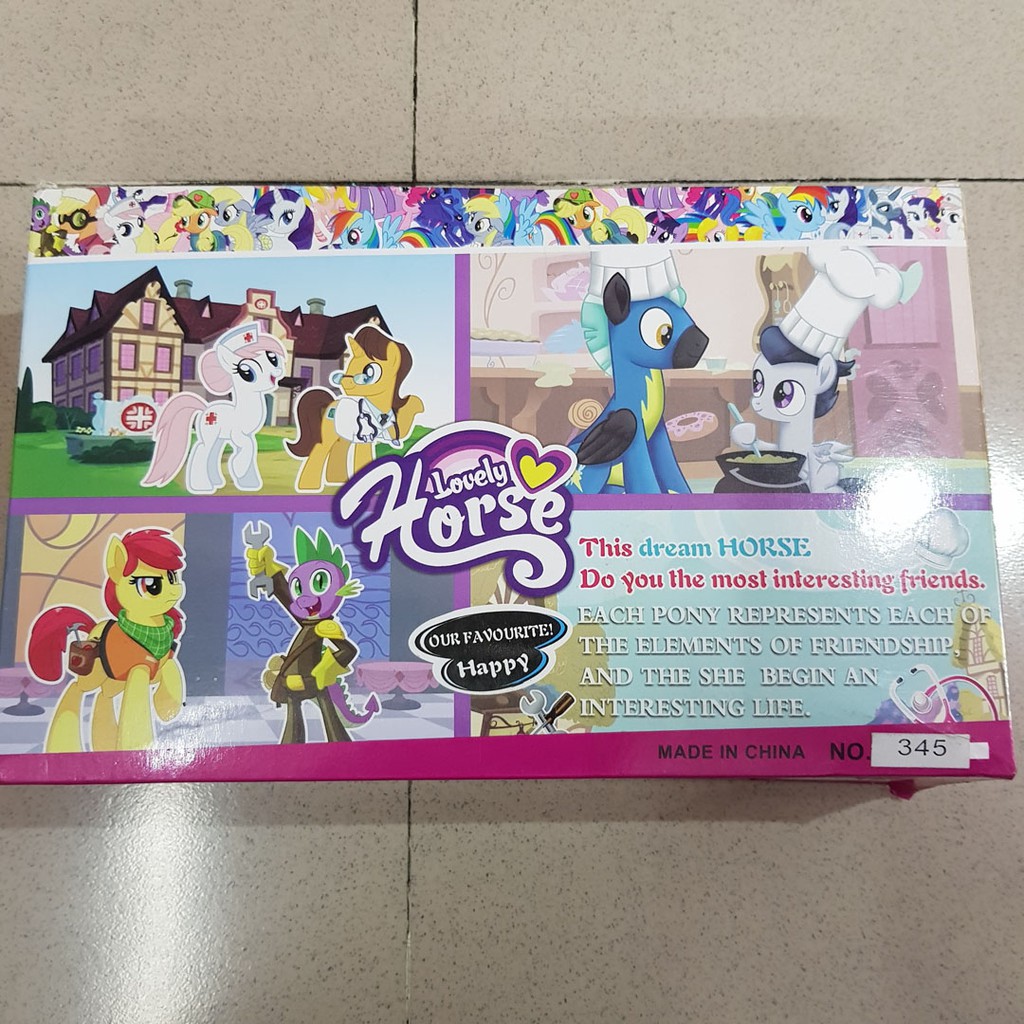 Lovely
Horse
OUR FAVOURITE!
Happy
This dream HORSE
Do you the most interesting friends.
EACH PONY REPRESENTS EACH OF
THE ELEMENTS OF FRIENDSHIP,
AND THE SHE BEGIN AN
INTERESTING LIFE.
MADE IN CHINA NO. 345